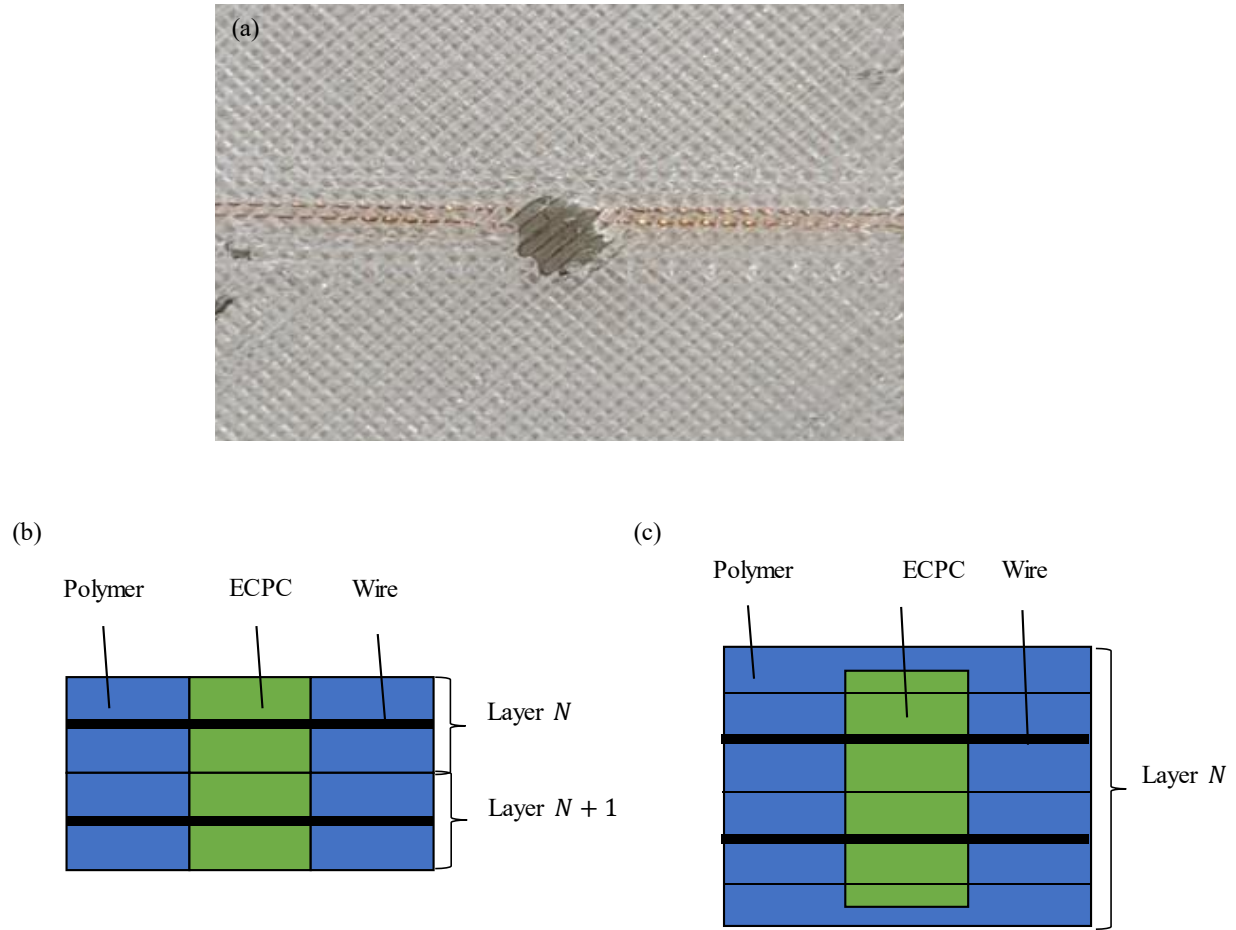 (a)
(b)
(c)
Polymer ECPC Wire
Layer N
Layer N + 1
Polymer ECPC Wire
Layer N